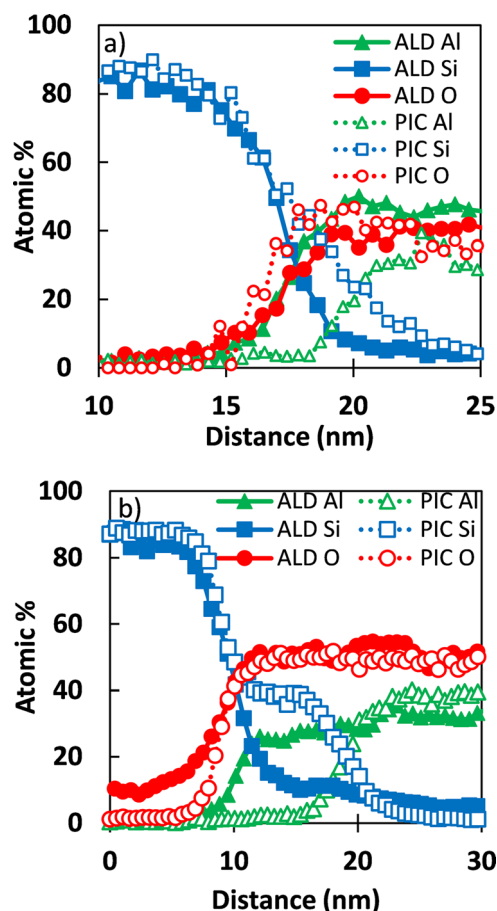 a)
ALD Al
ALD Si
ALD O
PIC Al
PIC Si
PIC O
Atomic %
100
80
60
40
20
0
10 15 20 25
Distance (nm)
b)
ALD Al PIC Al
ALD Si PIC Si
ALD O PIC O
Atomic %
100
80
60
40
20
0
0 10 20 30
Distance (nm)